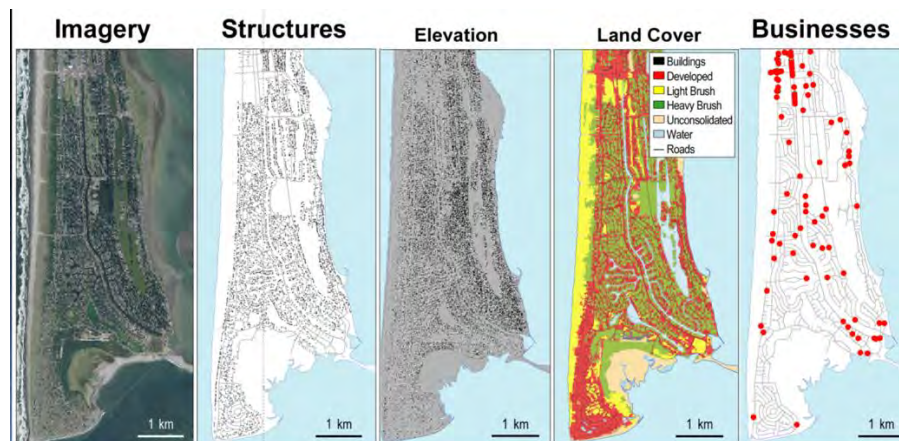 Imagery
Structures
Elevation
Land Cover
Businesses
Buildings
Developed
Light Brush
Heavy Brush
Unconsolidated
Water
Roads
1 km
1 km
1 km
1 km
1 km